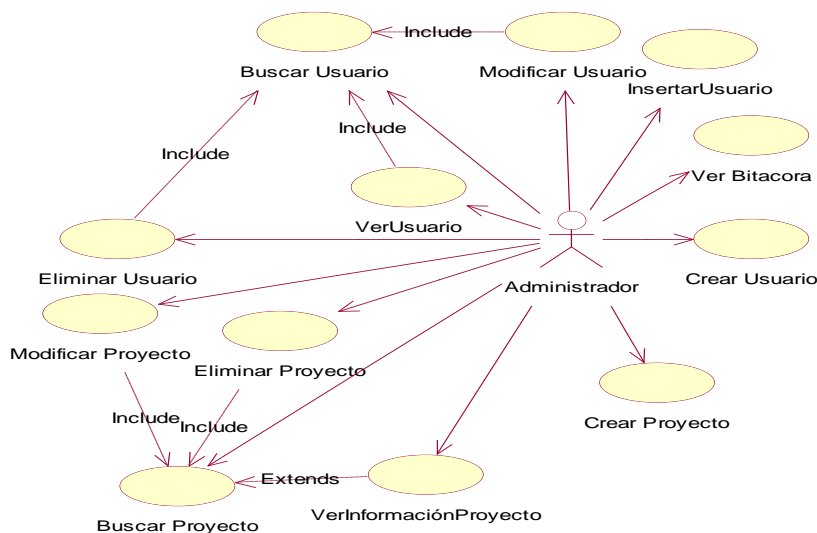 Include
Buscar Usuario
Modificar Usuario
InsertarUsuario
Include
Include
Ver Bitacora
VerUsuario
Eliminar Usuario
Crear Usuario
Administrador
Modificar Proyecto
Eliminar Proyecto
Include
Include
Crear Proyecto
Extends
VerInformaciónProyecto
Buscar Proyecto